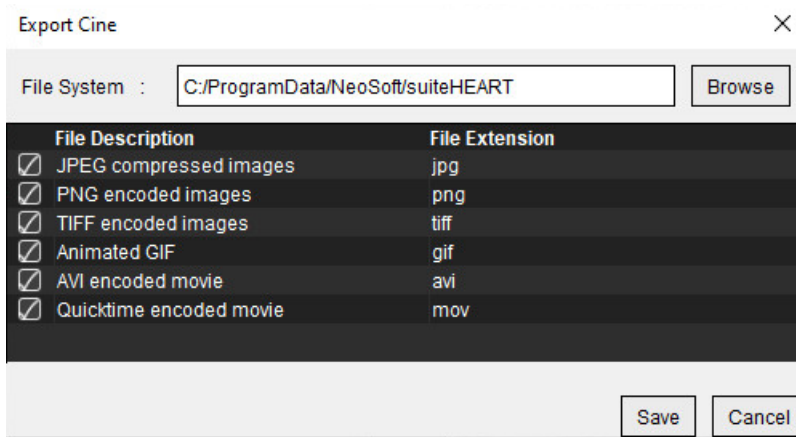 Export Cine
File System : C:/ProgramData/NeoSoft/suiteHEART Browse
File Description File Extension
JPEG compressed images jpg
PNG encoded images png
TIFF encoded images tiff
Animated GIF gif
AVI encoded movie avi
Quicktime encoded movie mov
Save Cancel